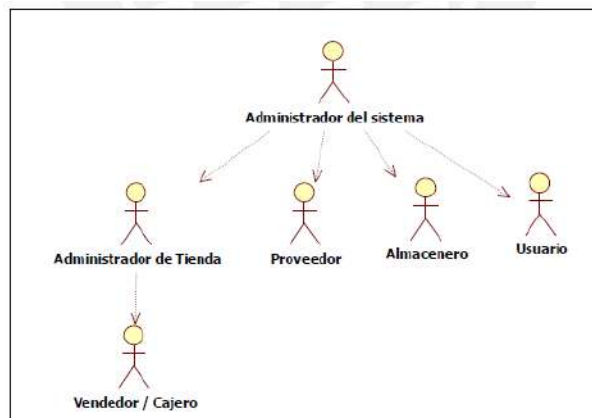 Administrador del sistema
Administrador de Tienda
Proveedor
Almacenero
Usuario
Vendedor / Cajero